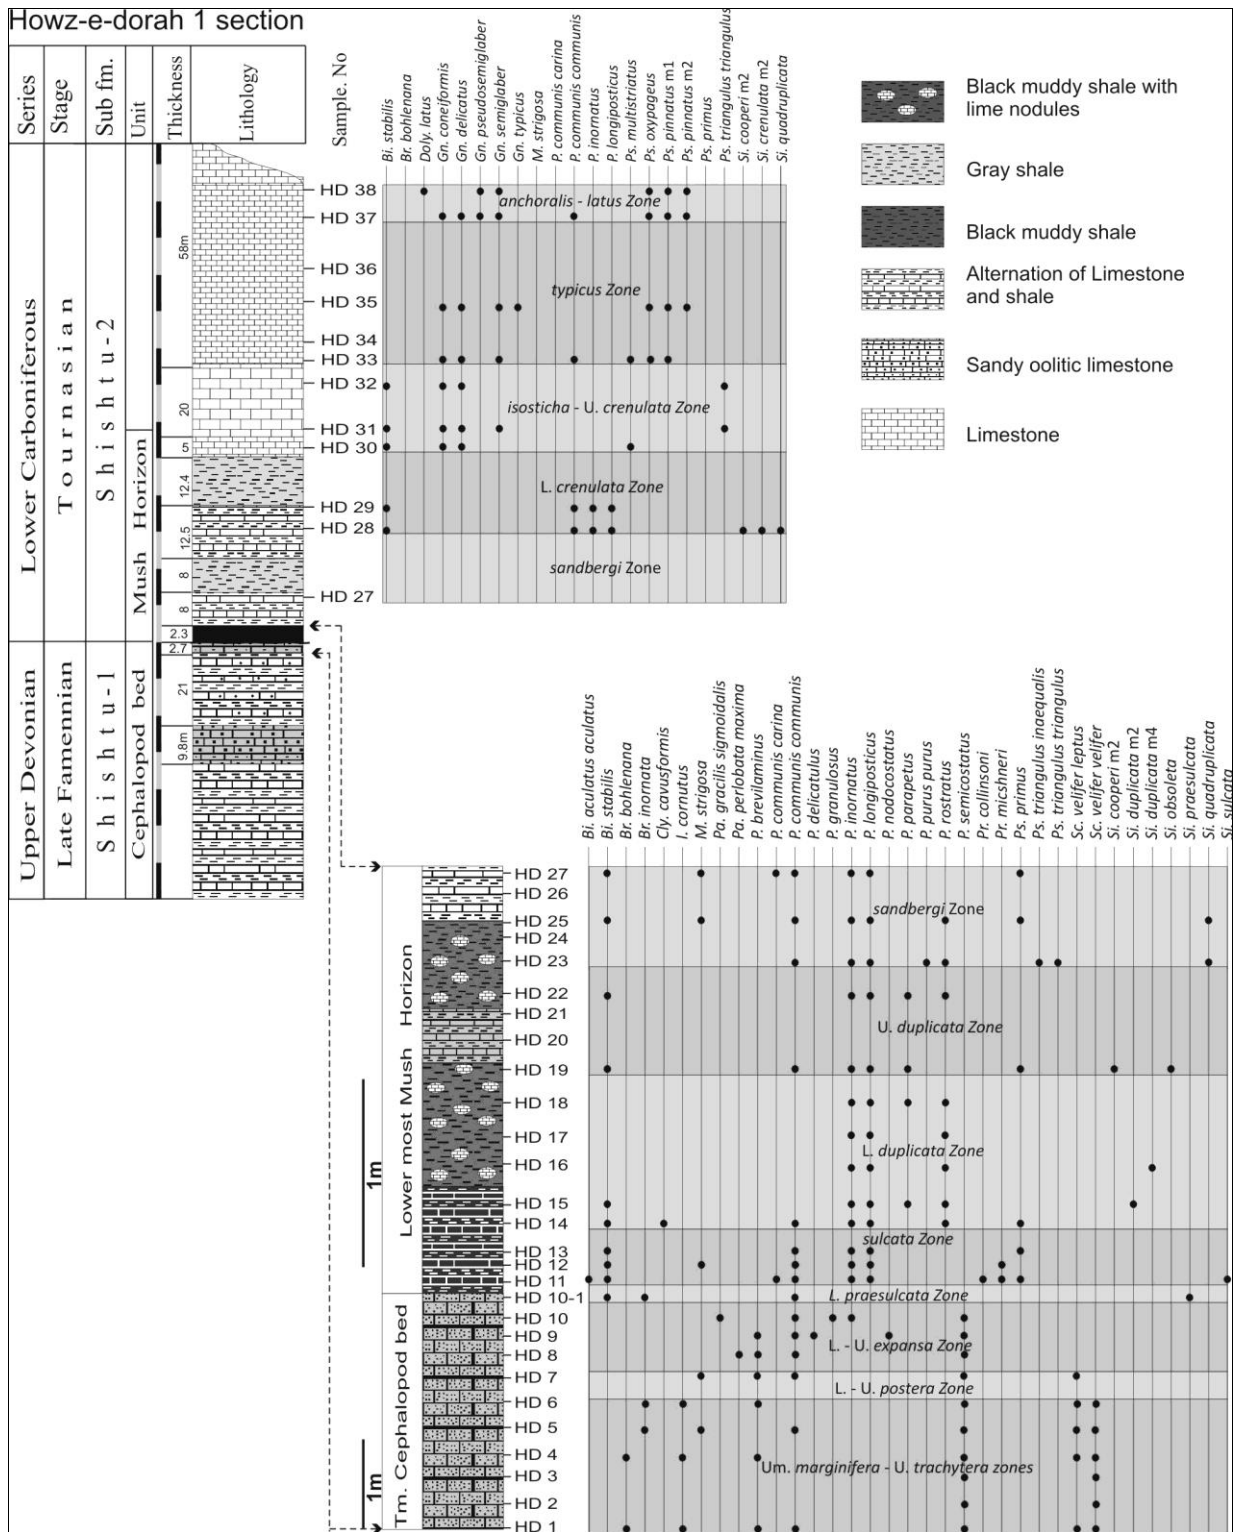 Howz-e-dorah 1 section
Series
Stage
Sub fm.
Unit
Thickness
Lithology
Sample. No
Bi. stabilis
Br. bohlenana
Doly. latus
Gn. coneiformis
Gn. delicatus
Gn. pseudosemiglaber
Gn. semiglaber
Gn. typicus
M. strigosa
P. communis carina
P. communis communis
P. inornatus
P. longiposticus
Ps. multistriatus
Ps. oxypageus
Ps. pinnatus m1
Ps. pinnatus m2
Ps. primus
Ps. triangulus triangulus
Si. cooperi m2
Si. crenulata m2
Si. quadruplicata
Black muddy shale with
lime nodules
Gray shale
Black muddy shale
Alternation of Limestone
and shale
Sandy oolitic limestone
Limestone
Lower Carboniferous
Tournasian
Shishtu-2
Mush Horizon
58m
20
5
12.4
12.5
8
8
2.3
HD 38
HD 37
HD 36
HD 35
HD 34
HD 33
HD 32
HD 31
HD 30
HD 29
HD 28
HD 27
anchoralis - latus Zone
typicus Zone
isosticha - U. crenulata Zone
L. crenulata Zone
sandbergi Zone
Upper Devonian
Late Famennian
Shishtu-1
Cephalopod bed
2.7
21
9.8m
Bi. aculatus aculatus
Bi. stabilis
Br. bohlenana
Br. inornata
Cly. cavusformis
I. cornutus
M. strigosa
Pa. gracilis sigmoidalis
Pa. perlobata maxima
P. brevilaminus
P. communis carina
P. communis communis
P. delicatulus
P. granulosus
P. inornatus
P. longiposticus
P. nodocostatus
P. parapetus
P. purus purus
P. rostratus
P. semicostatus
Pr. collinsoni
Pr. micshneri
Ps. primus
Ps. triangulus inaequalis
Ps. triangulus triangulus
Sc. velifer leptus
Sc. velifer velifer
Si. cooperi m2
Si. duplicata m2
Si. duplicata m4
Si. obsoleta
Si. praesulcata
Si. quadruplicata
Si. sulcata
Lower most Mush Horizon
Tm. Cephalopod bed
1m
1m
HD 27
HD 26
HD 25
HD 24
HD 23
HD 22
HD 21
HD 20
HD 19
HD 18
HD 17
HD 16
HD 15
HD 14
HD 13
HD 12
HD 11
HD 10-1
HD 10
HD 9
HD 8
HD 7
HD 6
HD 5
HD 4
HD 3
HD 2
HD 1
sandbergi Zone
U. duplicata Zone
L. duplicata Zone
sulcata Zone
L. praesulcata Zone
L. - U. expansa Zone
L. - U. postera Zone
Um. marginifera - U. trachytera zones